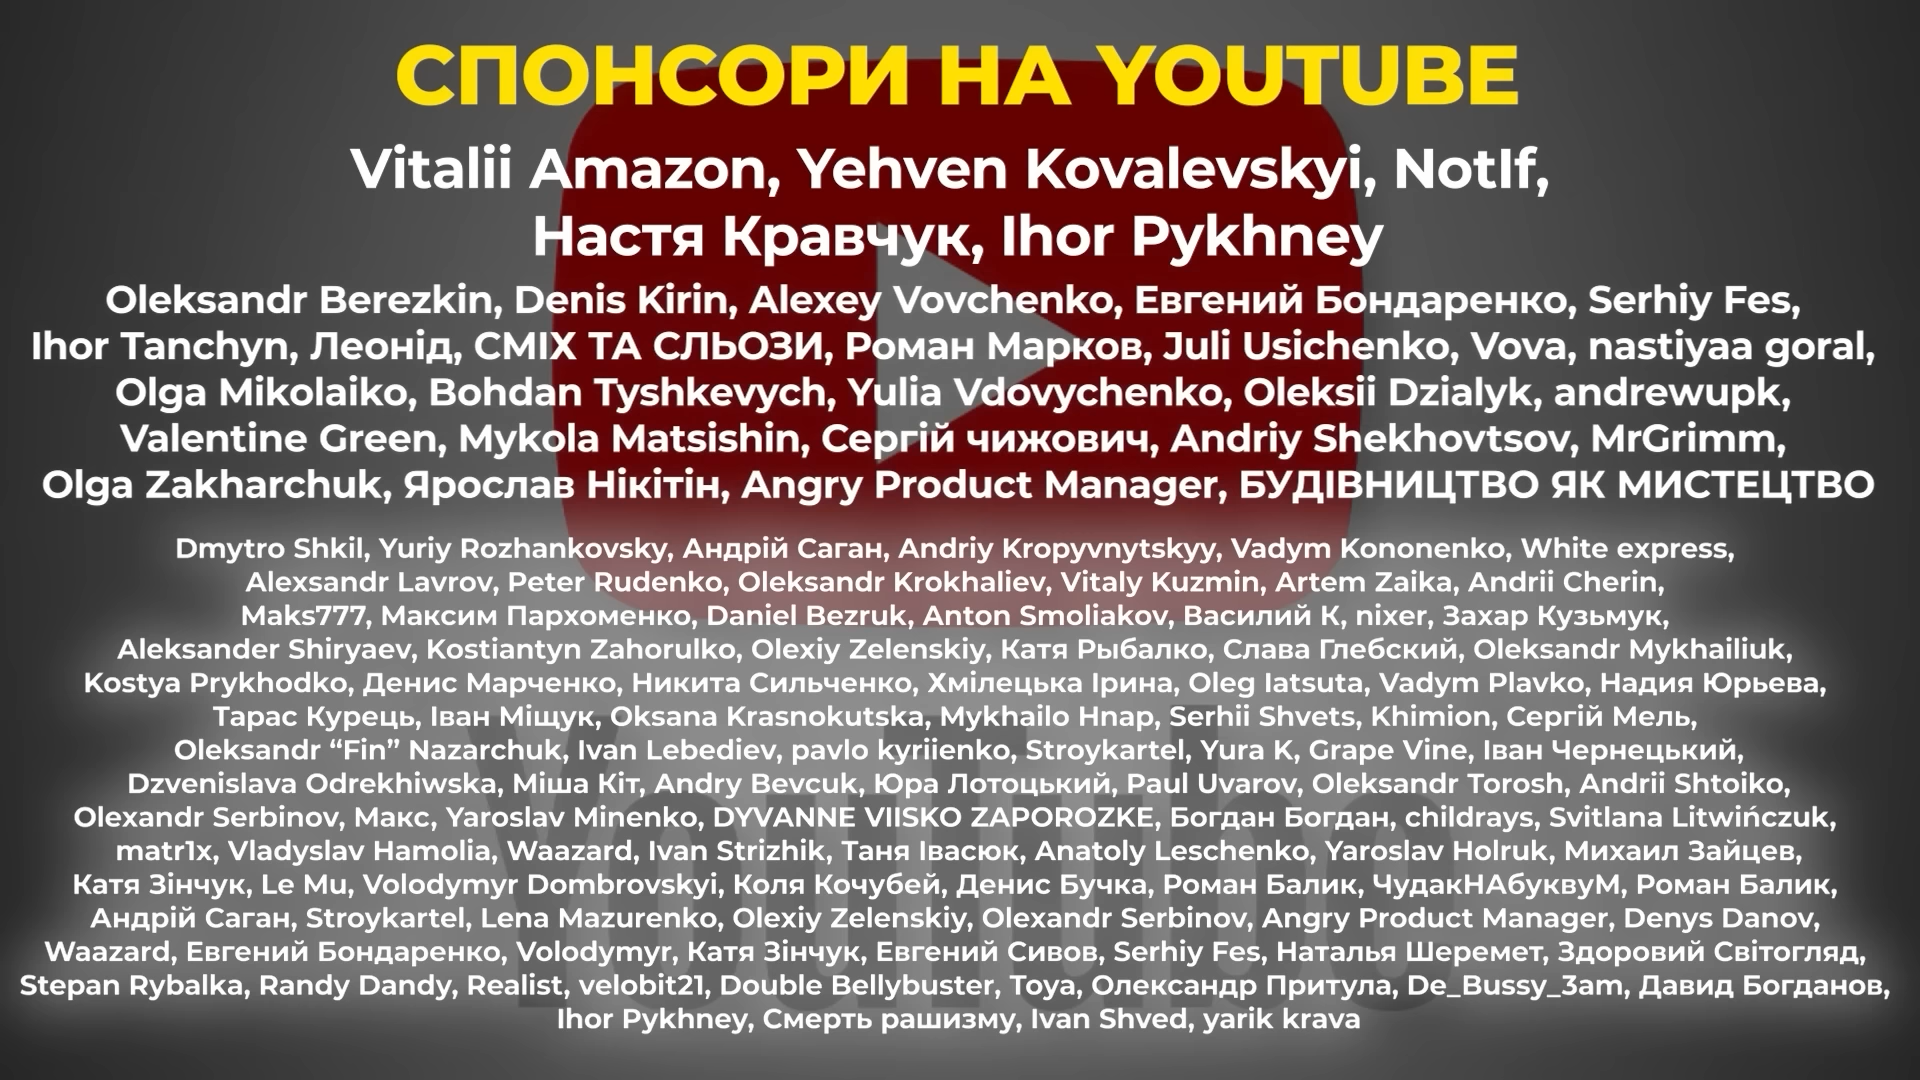 СПОНСОРИ НА YOUTUBE
Vitalii Amazon, Yehven Kovalevskyi, NotIf,
Настя Кравчук, Ihor Pykhney
Oleksandr Berezkin, Denis Kirin, Alexey Vovchenko, Евгений Бондаренко, Serhiy Fes,
Ihor Tanchyn, Леонід, СМІХ ТА СЛЬОЗИ, Роман Марков, Juli Usichenko, Vova, nastiyaa goral,
Olga Mikolaiko, Bohdan Tyshkevych, Yulia Vdovychenko, Oleksii Dzialyk, andrewupk,
Valentine Green, Mykola Matsishin, Сергій чижович, Andriy Shekhovtsov, MrGrimm,
Olga Zakharchuk, Ярослав Нікітін, Angry Product Manager, БУДІВНИЦТВО ЯК МИСТЕЦТВО
Dmytro Shkil, Yuriy Rozhankovsky, Андрій Саган, Andriy Kropyvnytskyy, Vadym Kononenko, White express,
Alexsandr Lavrov, Peter Rudenko, Oleksandr Krokhaliev, Vitaly Kuzmin, Artem Zaika, Andrii Cherin,
Maks777, Максим Пархоменко, Daniel Bezruk, Anton Smoliakov, Василий К, nixer, Захар Кузьмук,
Aleksander Shiryaev, Kostiantyn Zahorulko, Olexiy Zelenskiy, Катя Рыбалко, Слава Глебский, Oleksandr Mykhailiuk,
Kostya Prykhodko, Денис Марченко, Никита Сильченко, Хмілецька Ірина, Oleg Iatsuta, Vadym Plavko, Надия Юрьева,
Тарас Курець, Іван Міщук, Oksana Krasnokutska, Mykhailo Hnap, Serhii Shvets, Khimion, Сергій Мель,
Oleksandr “Fin” Nazarchuk, Ivan Lebediev, pavlo kyriienko, Stroykartel, Yura K, Grape Vine, Іван Чернецький,
Dzvenislava Odrekhiwska, Міша Кіт, Andry Bevcuk, Юра Лотоцький, Paul Uvarov, Oleksandr Torosh, Andrii Shtoiko,
Olexandr Serbinov, Макс, Yaroslav Minenko, DYVANNE VIISKO ZAPOROZKE, Богдан Богдан, childrays, Svitlana Litwińczuk,
matr1x, Vladyslav Hamolia, Waazard, Ivan Strizhik, Таня Івасюк, Anatoly Leschenko, Yaroslav Holruk, Михаил Зайцев,
Катя Зінчук, Le Mu, Volodymyr Dombrovskyi, Коля Кочубей, Денис Бучка, Роман Балик, ЧудакНАбуквуМ, Роман Балик,
Андрій Саган, Stroykartel, Lena Mazurenko, Olexiy Zelenskiy, Olexandr Serbinov, Angry Product Manager, Denys Danov,
Waazard, Евгений Бондаренко, Volodymyr, Катя Зінчук, Евгений Сивов, Serhiy Fes, Наталья Шеремет, Здоровий Світогляд,
Stepan Rybalka, Randy Dandy, Realist, velobit21, Double Bellybuster, Toya, Олександр Притула, De_Bussy_3am, Давид Богданов,
Ihor Pykhney, Смерть рашизму, Ivan Shved, yarik krava
YouTube